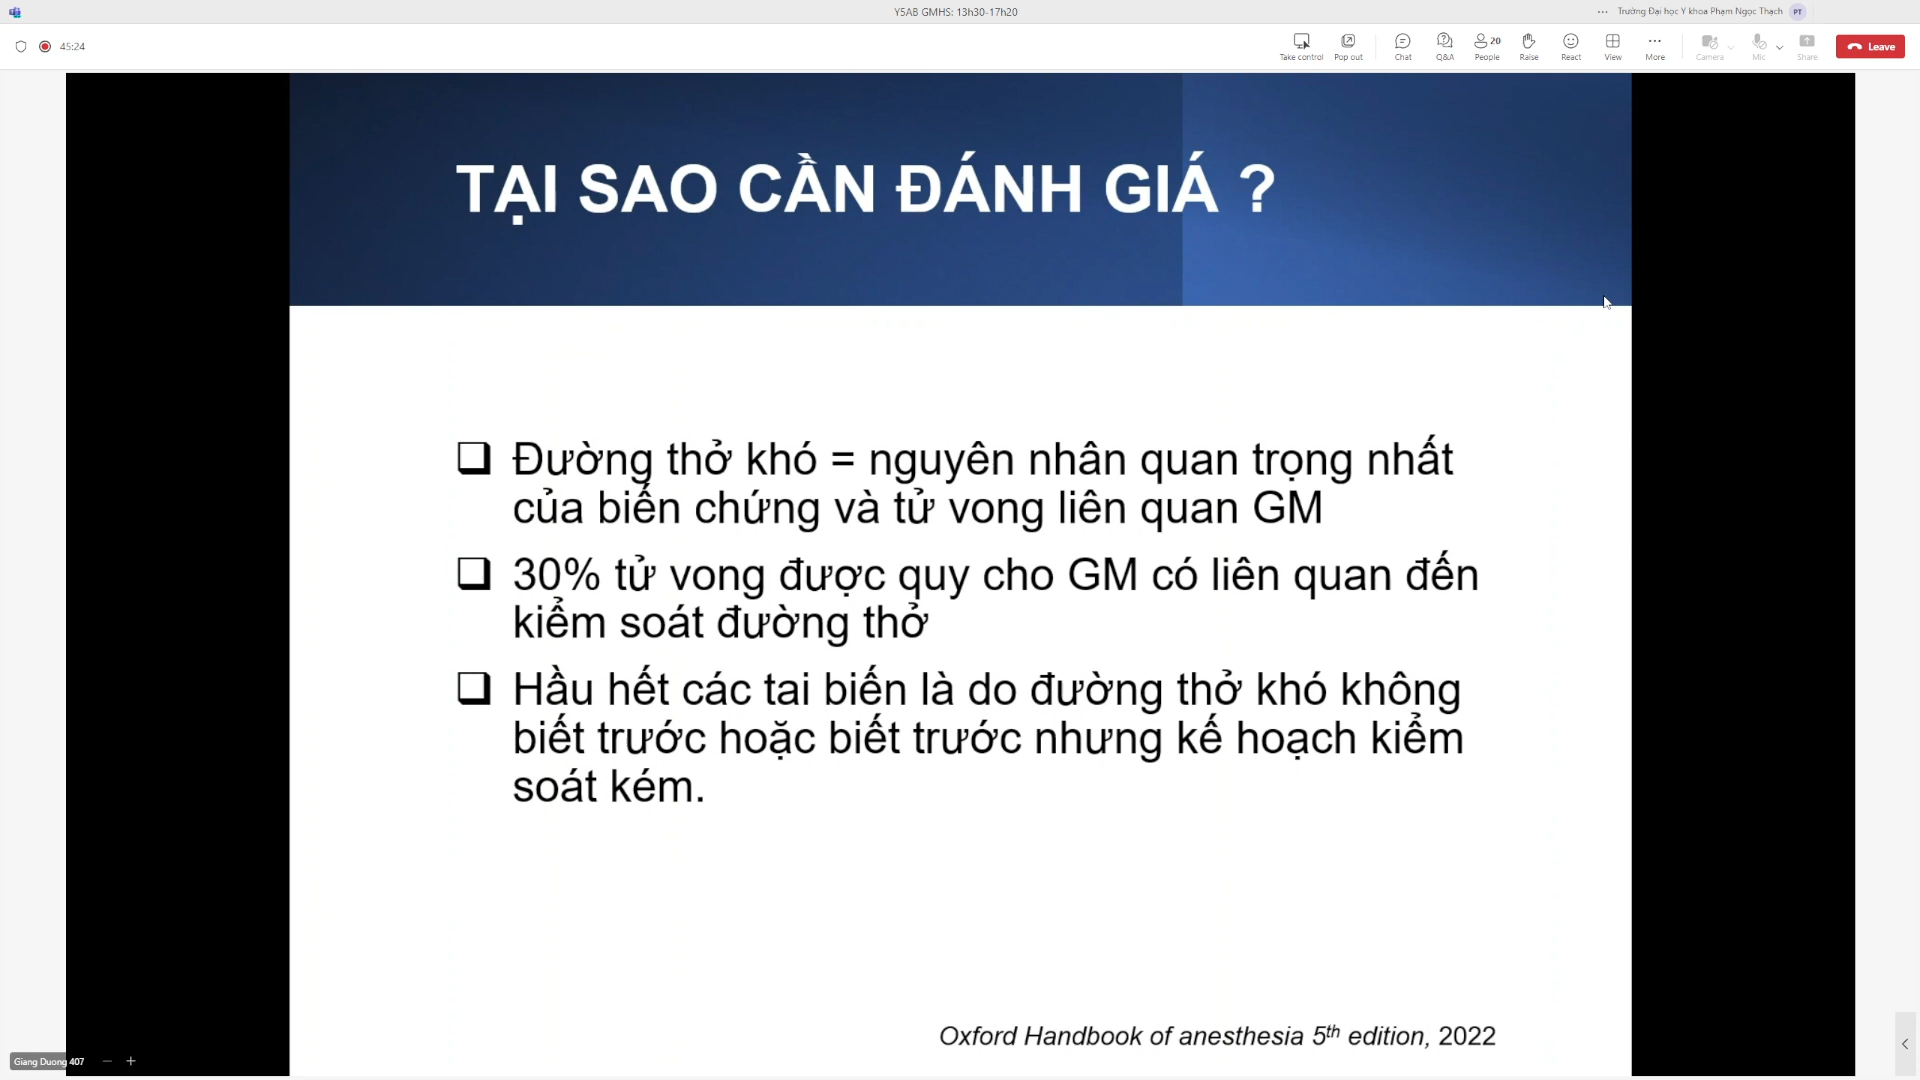 Y5AB GMHS: 13h30-17h20
Trường Đại học Y khoa Phạm Ngọc Thạch
PT
45:24
Take control
Pop out
Chat
Q&A
20
People
Raise
React
View
More
Camera
Mic
Share
Leave
TẠI SAO CẦN ĐÁNH GIÁ ?
Đường thở khó = nguyên nhân quan trọng nhất
của biến chứng và tử vong liên quan GM
30% tử vong được quy cho GM có liên quan đến
kiểm soát đường thở
Hầu hết các tai biến là do đường thở khó không
biết trước hoặc biết trước nhưng kế hoạch kiểm
soát kém.
Oxford Handbook of anesthesia 5th edition, 2022
Giang Duong 407